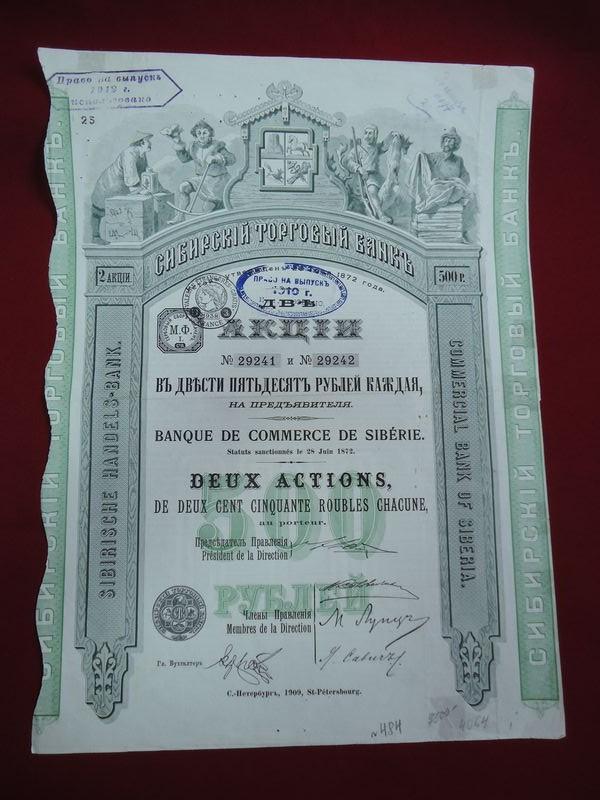 Право на выпускъ
1912 г.
использовано
25
СИБИРСКІЙ ТОРГОВЫЙ БАНКЪ
2 АКЦІИ.
500 Р.
1872 года.
ПРАВО НА ВЫПУСКЪ
1910 г.
ДВѢ
АКЦІИ
М.Ф.
FRANCE
№ 29241 и № 29242
ВЪ ДВѢСТИ ПЯТЬДЕСЯТЪ РУБЛЕЙ КАЖДАЯ,
НА ПРЕДЪЯВИТЕЛЯ.
BANQUE DE COMMERCE DE SIBÉRIE.
Statuts sanctionnés le 28 Juin 1872.
DEUX ACTIONS,
DE DEUX CENT CINQUANTE ROUBLES CHACUNE,
au porteur.
500
РУБЛЕЙ
Предсѣдатель Правленія
Président de la Direction
Члены Правленія
Membres de la Direction
Гл. Бухгалтеръ
С.-Петербургъ, 1909, St-Pétersbourg.
N484
4064
SIBIRISCHE HANDELS-BANK.
COMMERCIAL BANK OF SIBERIA.
СИБИРСКІЙ ТОРГОВЫЙ БАНКЪ.
СИБИРСКІЙ ТОРГОВЫЙ БАНКЪ.